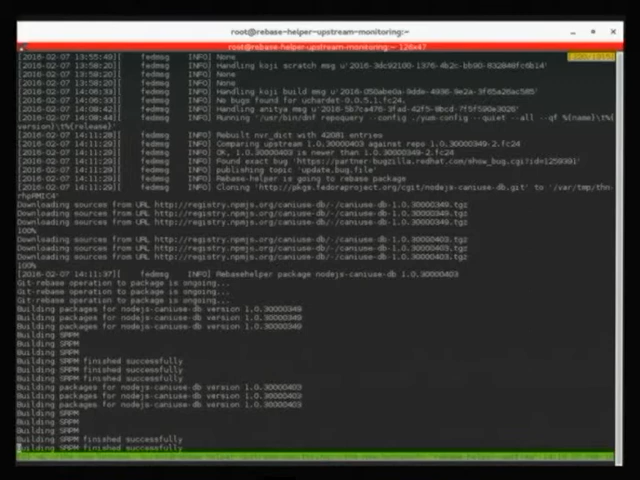 root@rebase-helper-upstream-monitoring:~
root@rebase-helper-upstream-monitoring:~ 126x47
[2016-02-07 13:55:49][ fedmsg INFO] None
[2016-02-07 13:59:20][ fedmsg INFO] Handling koji scratch msg
[2016-02-07 13:59:20][ fedmsg INFO] None
[2016-02-07 13:59:20][ fedmsg INFO] None
[2016-02-07 14:06:33][ fedmsg INFO] Handling koji build msg
[2016-02-07 14:06:33][ fedmsg INFO] No bugs found for uchardet-0.0.5.1.fc24.
[2016-02-07 14:08:42][ fedmsg INFO] Handling anitya msg
[2016-02-07 14:08:44][ fedmsg INFO] Running '/usr/bin/dnf repoquery --config ./yum-config --quiet --all --qf %{name}\t%{
version}\t%{release}'
[2016-02-07 14:11:28][ fedmsg INFO] Rebuilt nvr_dict with 42081 entries
[2016-02-07 14:11:28][ fedmsg INFO] Comparing upstream 1.0.30000403 against repo 1.0.30000349-2.fc24
[2016-02-07 14:11:28][ fedmsg INFO] OK, 1.0.30000403 is newer than 1.0.30000349-2.fc24
[2016-02-07 14:11:29][ fedmsg INFO] Found exact bug 'https://partner-bugzilla.redhat.com/show_bug.cgi?id=1259391'
[2016-02-07 14:11:29][ fedmsg INFO] publishing topic 'update.bug.file'
[2016-02-07 14:11:29][ fedmsg INFO] Rebase-helper is going to rebase package
[2016-02-07 14:11:29][ fedmsg INFO] Cloning 'http://pkgs.fedoraproject.org/cgit/nodejs-caniuse-db.git' to
Downloading sources from URL http://registry.npmjs.org/caniuse-db/-/caniuse-db-1.0.30000349.tgz
Downloading sources from URL http://registry.npmjs.org/caniuse-db/-/caniuse-db-1.0.30000349.tgz
Downloading sources from URL http://registry.npmjs.org/caniuse-db/-/caniuse-db-1.0.30000349.tgz
100%
Downloading sources from URL http://registry.npmjs.org/caniuse-db/-/caniuse-db-1.0.30000403.tgz
Downloading sources from URL http://registry.npmjs.org/caniuse-db/-/caniuse-db-1.0.30000403.tgz
Downloading sources from URL http://registry.npmjs.org/caniuse-db/-/caniuse-db-1.0.30000403.tgz
100%
[2016-02-07 14:11:37][ fedmsg INFO] Rebasehelper package nodejs-caniuse-db 1.0.30000403
Git-rebase operation to package is ongoing...
Git-rebase operation to package is ongoing...
Git-rebase operation to package is ongoing...
Building packages for nodejs-caniuse-db version 1.0.30000349
Building packages for nodejs-caniuse-db version 1.0.30000349
Building packages for nodejs-caniuse-db version 1.0.30000349
Building SRPM
Building SRPM
Building SRPM
Building SRPM finished successfully
Building SRPM finished successfully
Building SRPM finished successfully
Building packages for nodejs-caniuse-db version 1.0.30000403
Building packages for nodejs-caniuse-db version 1.0.30000403
Building packages for nodejs-caniuse-db version 1.0.30000403
Building SRPM
Building SRPM
Building SRPM
Building SRPM finished successfully
Building SRPM finished successfully